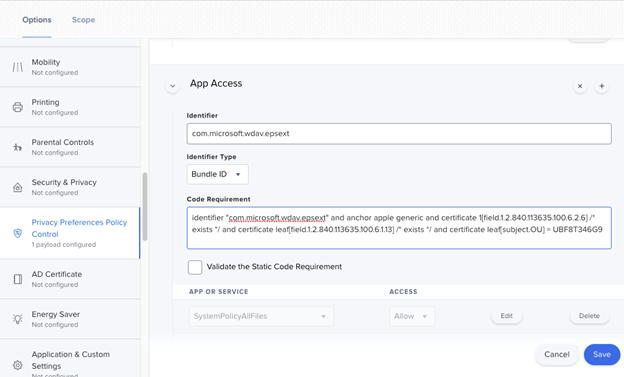 Options
Scope
Mobility
Not configured
Printing
Not configured
Parental Controls
Not configured
Security & Privacy
Not configured
Privacy Preferences Policy
Control
1 payload configured
AD Certificate
Not configured
Energy Saver
Not configured
Application & Custom
Settings
Not configured
App Access
Identifier
com.microsoft.wdav.epsext
Identifier Type
Bundle ID
Code Requirement
identifier "com.microsoft.wdav.epsext" and anchor apple generic and certificate 1[field.1.2.840.113635.100.6.2.6] /*
exists */ and certificate leaf[field.1.2.840.113635.100.6.1.13] /* exists */ and certificate leaf[subject.OU] = UBF8T346G9
Validate the Static Code Requirement
APP OR SERVICE
ACCESS
SystemPolicyAllFiles
Allow
Edit
Delete
Cancel
Save